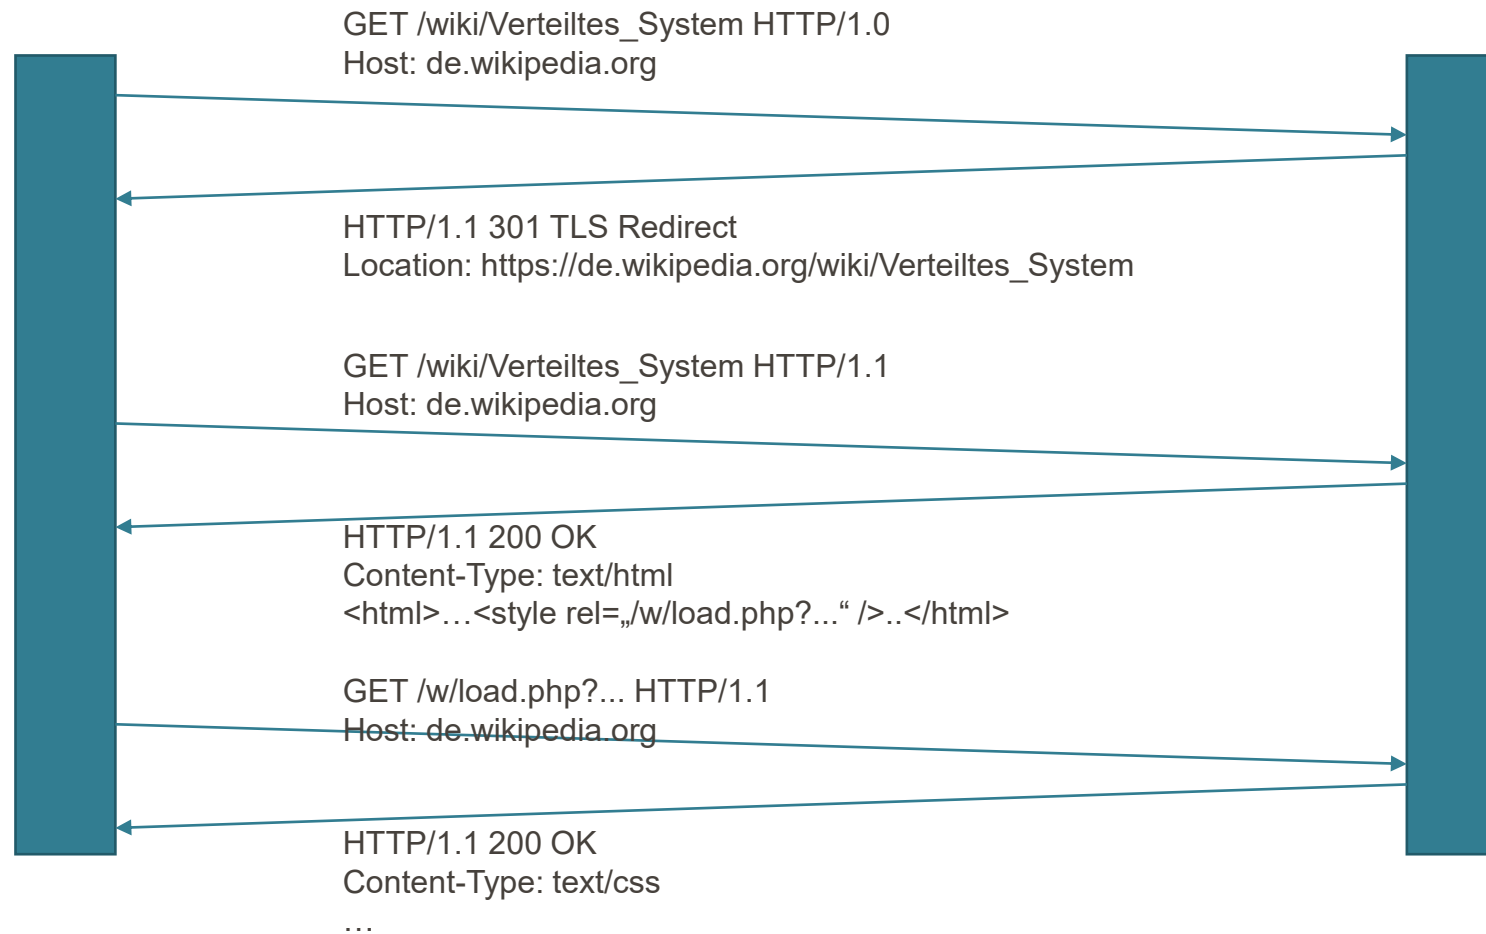 GET /wiki/Verteiltes_System HTTP/1.0
Host: de.wikipedia.org
HTTP/1.1 301 TLS Redirect
Location: https://de.wikipedia.org/wiki/Verteiltes_System
GET /wiki/Verteiltes_System HTTP/1.1
Host: de.wikipedia.org
HTTP/1.1 200 OK
Content-Type: text/html
<html>…<style rel=„/w/load.php?...“ />..</html>
GET /w/load.php?... HTTP/1.1
Host: de.wikipedia.org
HTTP/1.1 200 OK
Content-Type: text/css
…